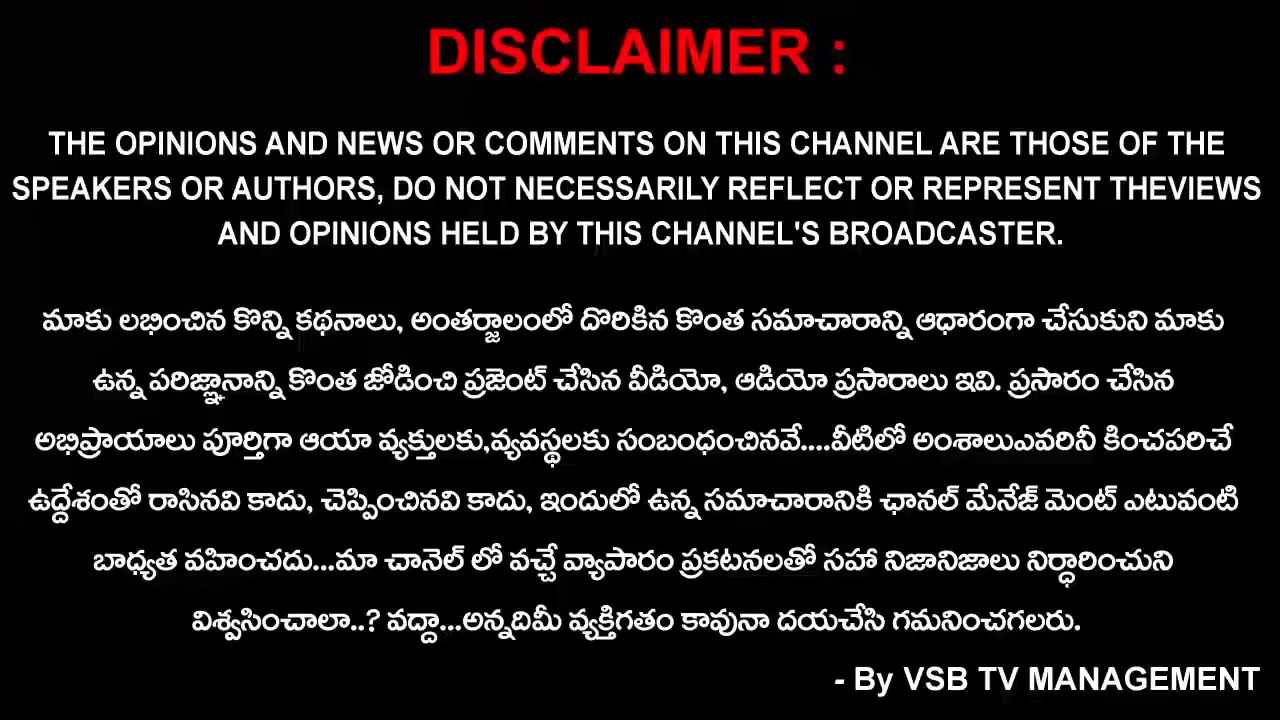 DISCLAIMER :
THE OPINIONS AND NEWS OR COMMENTS ON THIS CHANNEL ARE THOSE OF THE
SPEAKERS OR AUTHORS, DO NOT NECESSARILY REFLECT OR REPRESENT THEVIEWS
AND OPINIONS HELD BY THIS CHANNEL'S BROADCASTER.
మాకు లభించిన కొన్ని కథనాలు, అంతర్జాలంలో దొరికిన కొంత సమాచారాన్ని ఆధారంగా చేసుకుని మాకు
ఉన్న పరిజ్ఞానాన్ని కొంత జోడించి ప్రజెంట్ చేసిన వీడియో, ఆడియో ప్రసారాలు ఇవి. ప్రసారం చేసిన
అభిప్రాయాలు పూర్తిగా ఆయా వ్యక్తులకు,వ్యవస్థలకు సంబంధంచినవే....వీటిలో అంశాలుఎవరినీ కించపరిచే
ఉద్దేశంతో రాసినవి కాదు, చెప్పించినవి కాదు, ఇందులో ఉన్న సమాచారానికి ఛానల్ మేనేజ్ మెంట్ ఎటువంటి
బాధ్యత వహించదు...మా చానెల్ లో వచ్చే వ్యాపారం ప్రకటనలతో సహా నిజానిజాలు నిర్ధారించుని
విశ్వసించాలా..? వద్దా...అన్నదిమీ వ్యక్తిగతం కావునా దయచేసి గమనించగలరు.
- By VSB TV MANAGEMENT